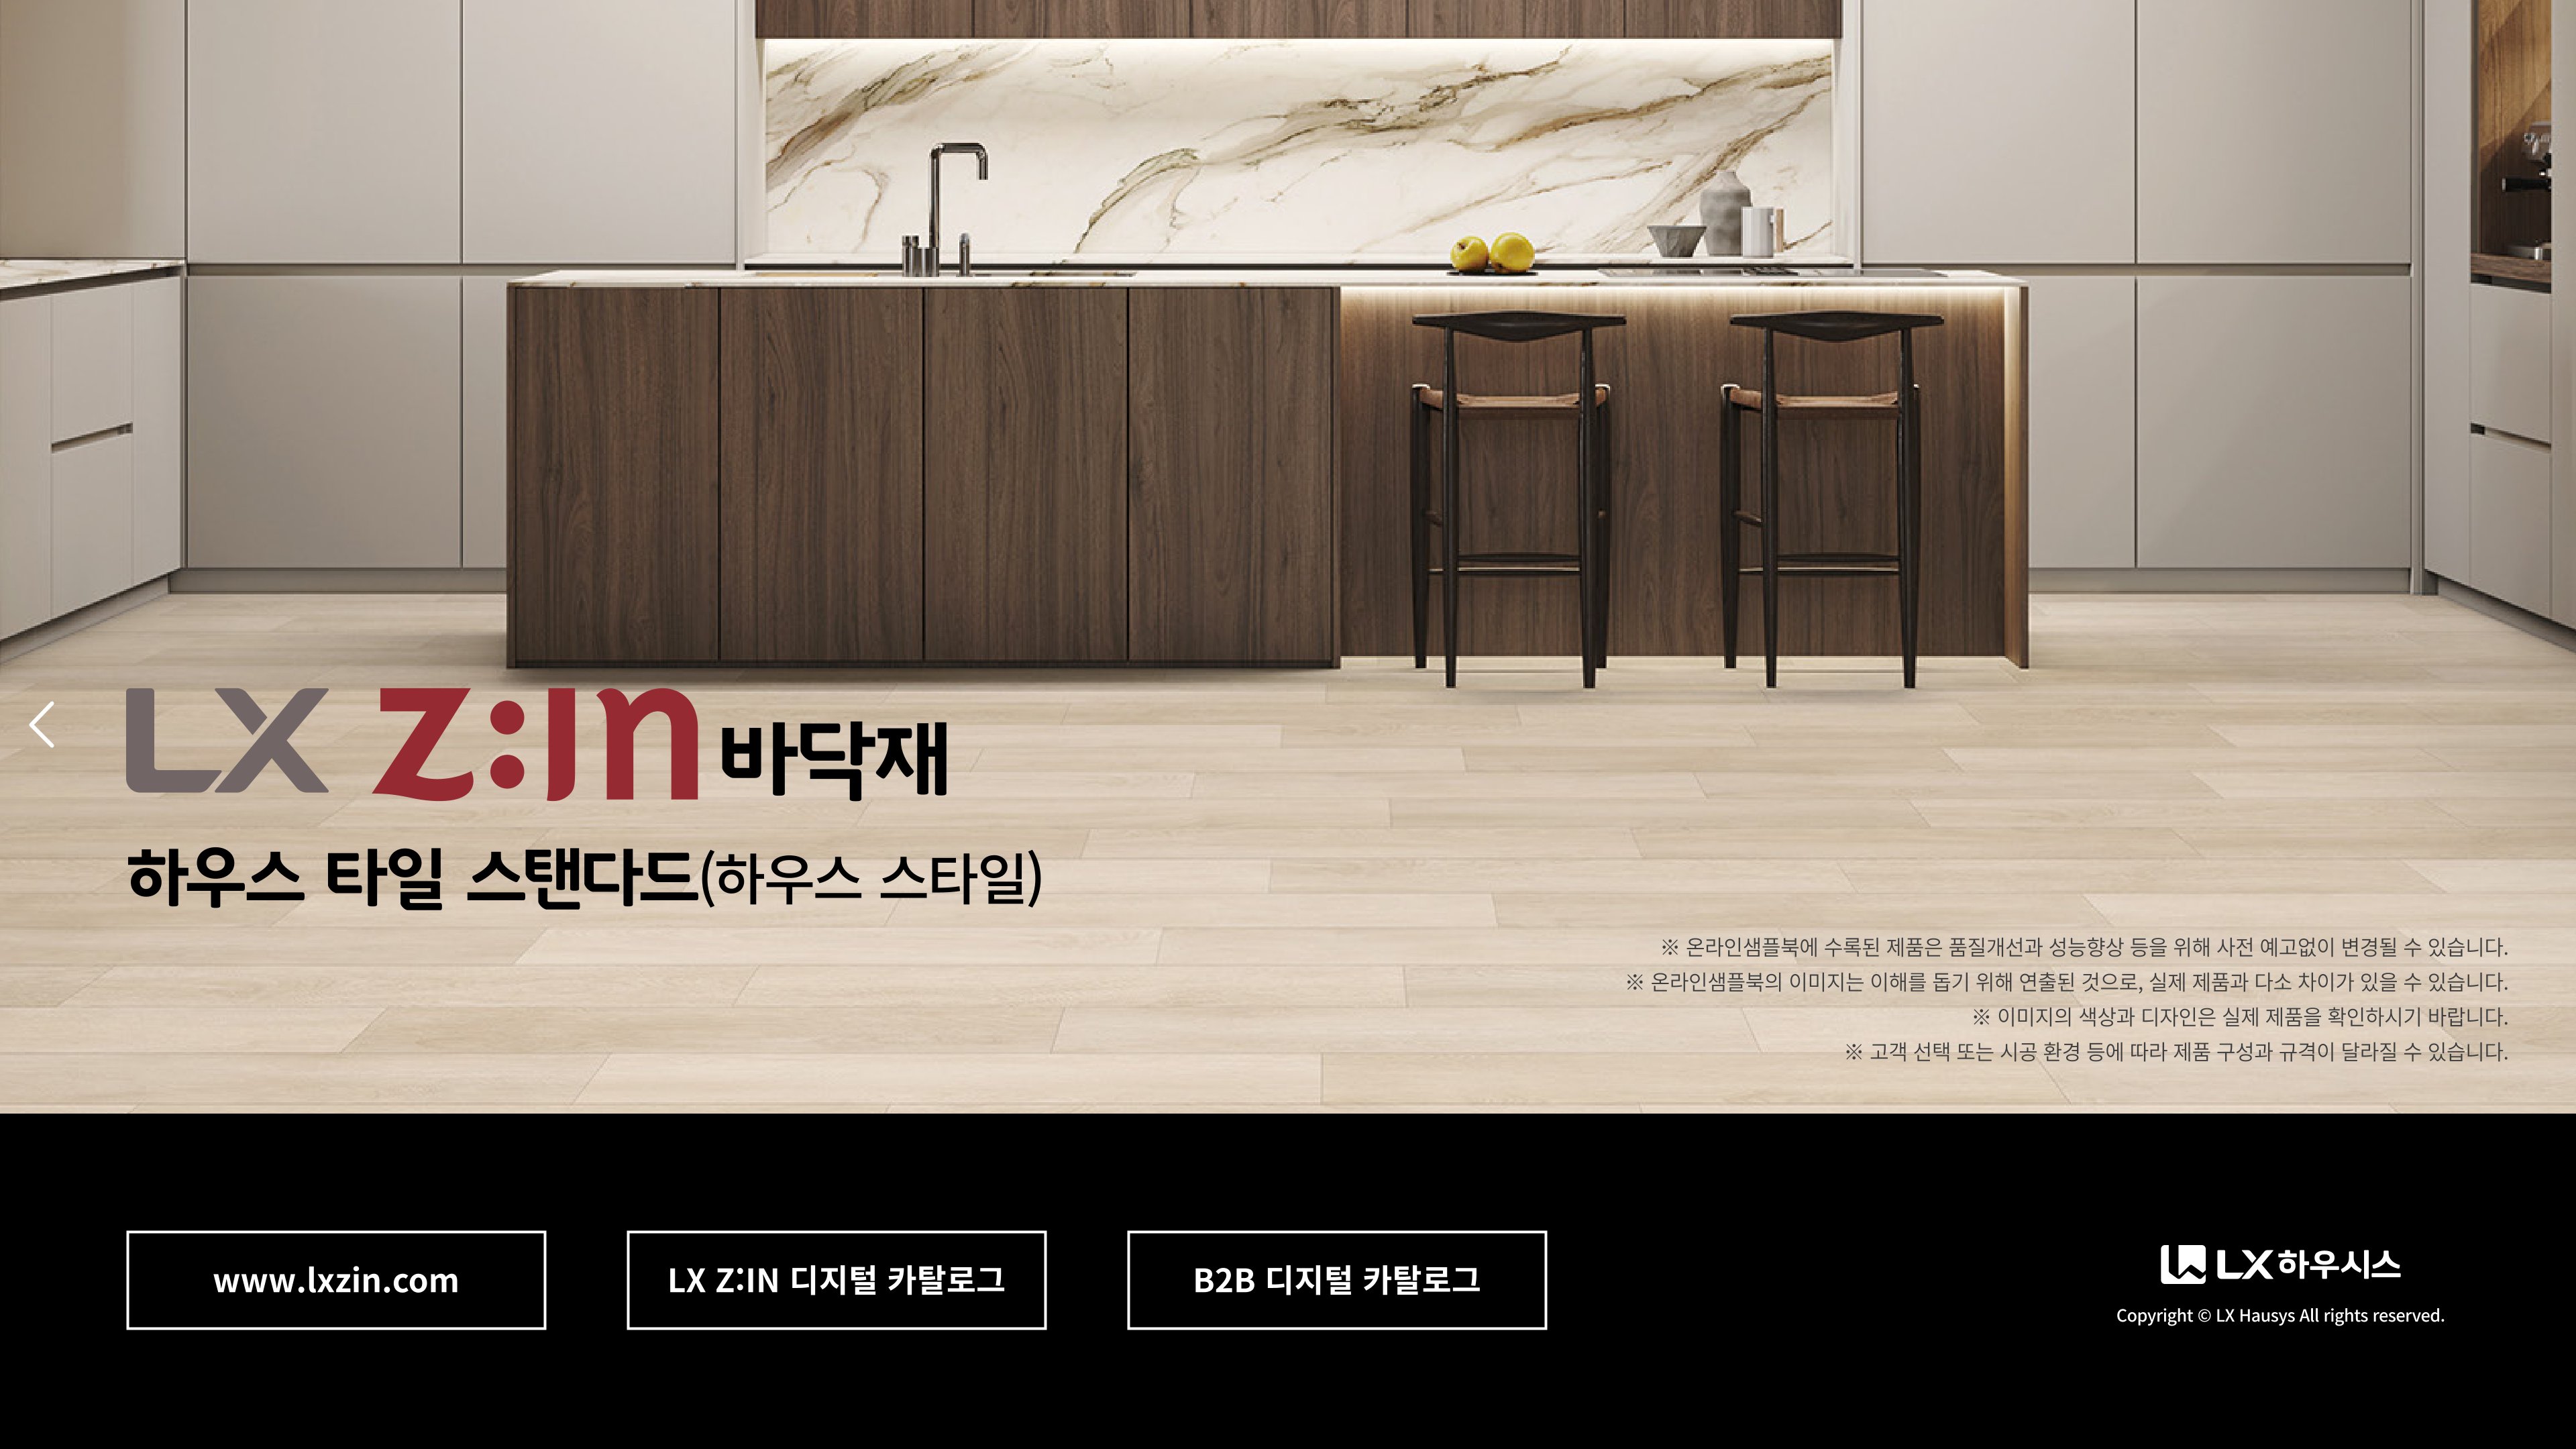 LX Z:IN 바닥재
하우스 타일 스탠다드(하우스 스타일)
※ 온라인샘플북에 수록된 제품은 품질개선과 성능향상 등을 위해 사전 예고없이 변경될 수 있습니다.
※ 온라인샘플북의 이미지는 이해를 돕기 위해 연출된 것으로, 실제 제품과 다소 차이가 있을 수 있습니다.
※ 이미지의 색상과 디자인은 실제 제품을 확인하시기 바랍니다.
※ 고객 선택 또는 시공 환경 등에 따라 제품 구성과 규격이 달라질 수 있습니다.
www.lxzin.com
LX Z:IN 디지털 카탈로그
B2B 디지털 카탈로그
LX하우시스
Copyright © LX Hausys All rights reserved.